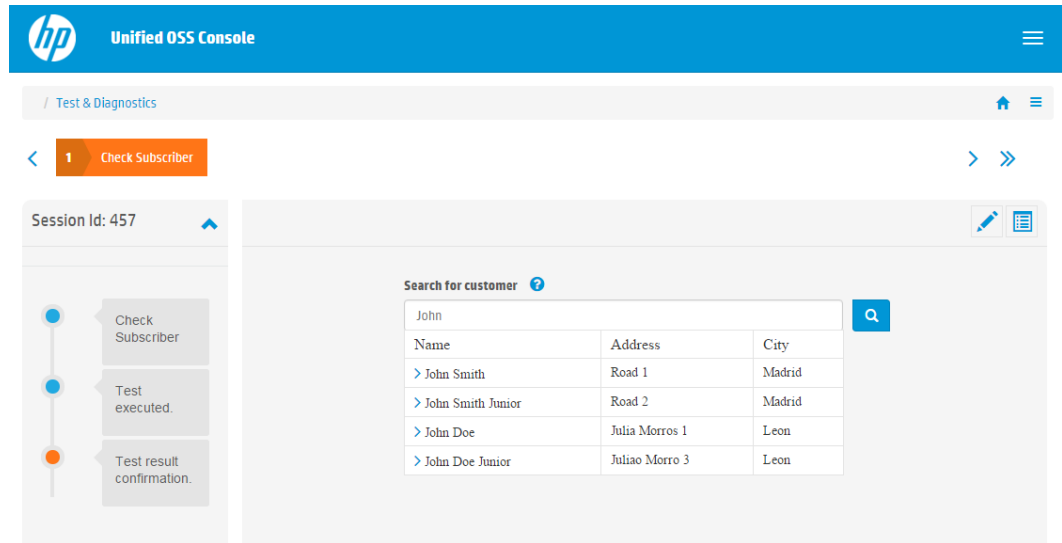 hp
Unified OSS Console
/ Test & Diagnostics
1 Check Subscriber
Session Id: 457
Check
Subscriber
Test
executed.
Test result
confirmation.
Search for customer ?
John
Name Address City
John Smith Road 1 Madrid
John Smith Junior Road 2 Madrid
John Doe Julia Morros 1 Leon
John Doe Junior Juliao Morro 3 Leon